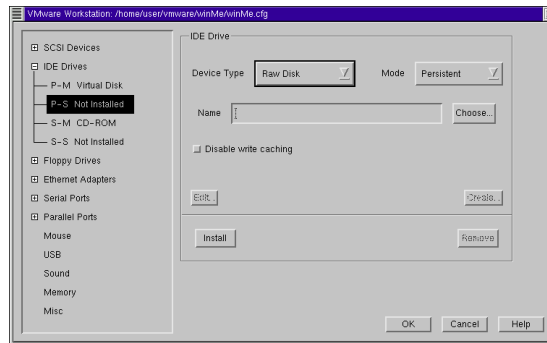 VMware Workstation: /home/user/vmware/winMe/winMe.cfg
SCSI Devices
IDE Drives
P-M Virtual Disk
P-S Not Installed
S-M CD-ROM
S-S Not Installed
Floppy Drives
Ethernet Adapters
Serial Ports
Parallel Ports
Mouse
USB
Sound
Memory
Misc
IDE Drive
Device Type Raw Disk Mode Persistent
Name Choose...
Disable write caching
Edit... Create...
Install Remove
OK Cancel Help